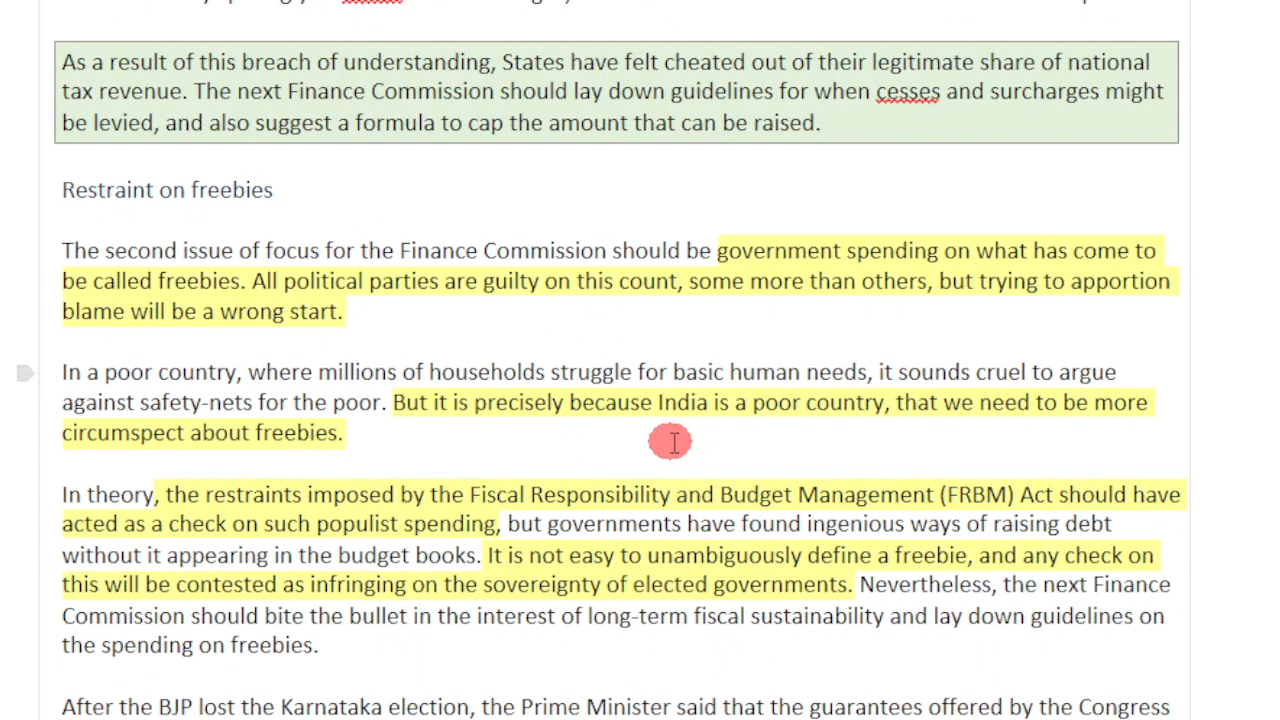 As a result of this breach of understanding, States have felt cheated out of their legitimate share of national
tax revenue. The next Finance Commission should lay down guidelines for when cesses and surcharges might
be levied, and also suggest a formula to cap the amount that can be raised.
Restraint on freebies
The second issue of focus for the Finance Commission should be government spending on what has come to
be called freebies. All political parties are guilty on this count, some more than others, but trying to apportion
blame will be a wrong start.
In a poor country, where millions of households struggle for basic human needs, it sounds cruel to argue
against safety-nets for the poor. But it is precisely because India is a poor country, that we need to be more
circumspect about freebies.
In theory, the restraints imposed by the Fiscal Responsibility and Budget Management (FRBM) Act should have
acted as a check on such populist spending, but governments have found ingenious ways of raising debt
without it appearing in the budget books. It is not easy to unambiguously define a freebie, and any check on
this will be contested as infringing on the sovereignty of elected governments. Nevertheless, the next Finance
Commission should bite the bullet in the interest of long-term fiscal sustainability and lay down guidelines on
the spending on freebies.
After the BJP lost the Karnataka election, the Prime Minister said that the guarantees offered by the Congress